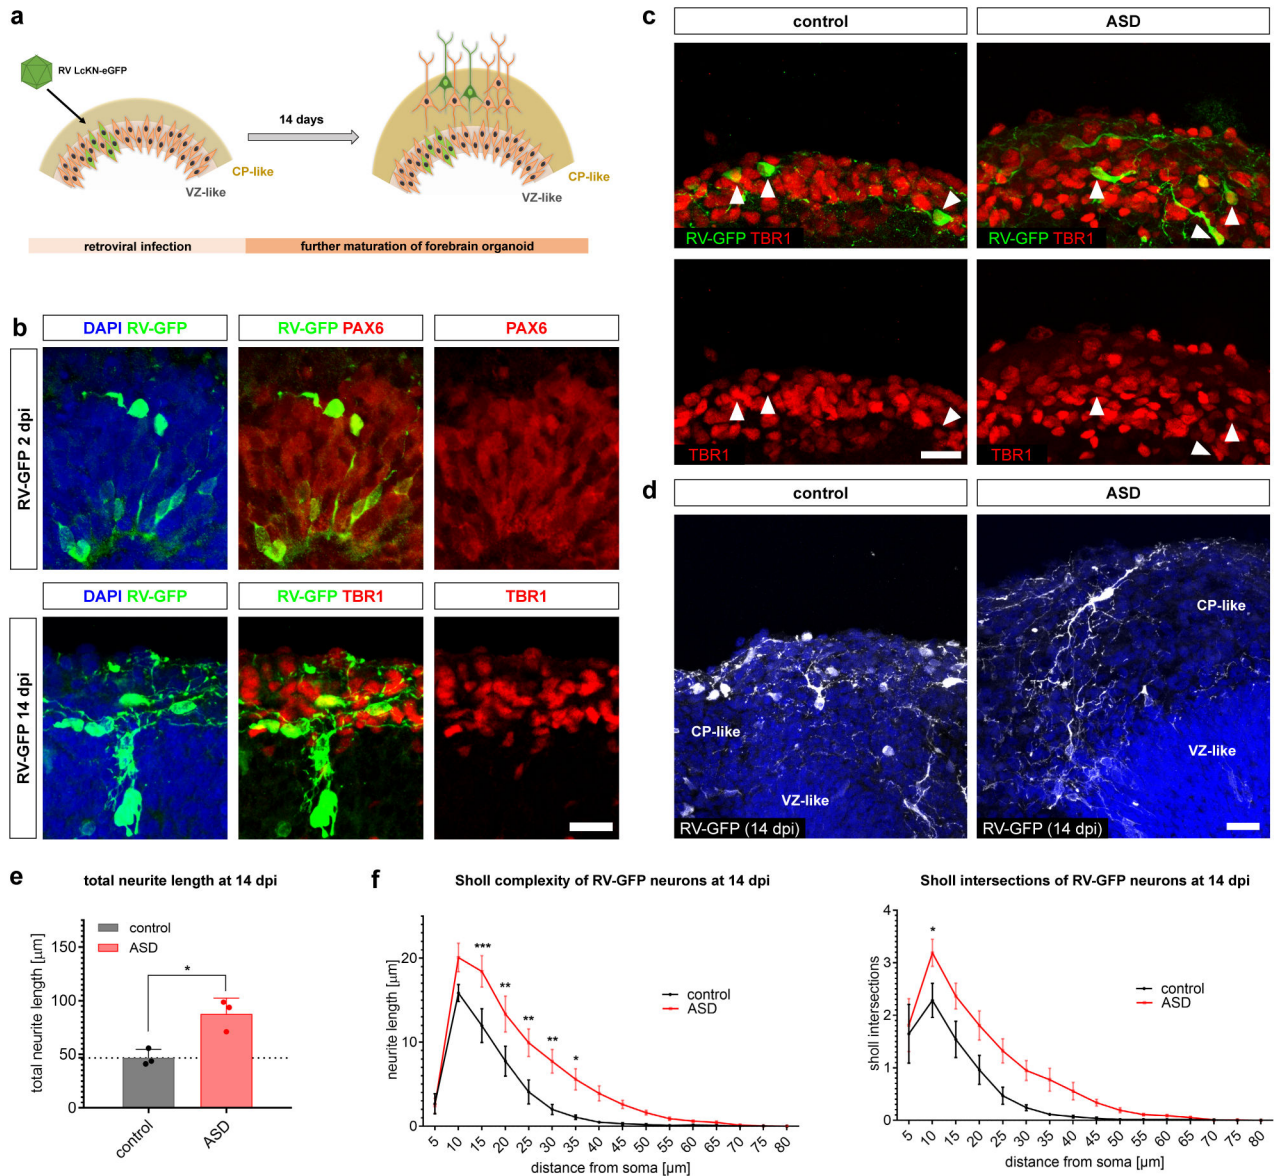 a
RV LcKN-eGFP
14 days
CP-like
VZ-like
CP-like
VZ-like
retroviral infection
further maturation of forebrain organoid
b
DAPI RV-GFP
RV-GFP PAX6
PAX6
RV-GFP 2 dpi
DAPI RV-GFP
RV-GFP TBR1
TBR1
RV-GFP 14 dpi
c
control
ASD
RV-GFP TBR1
RV-GFP TBR1
TBR1
TBR1
d
control
ASD
CP-like
VZ-like
RV-GFP (14 dpi)
CP-like
VZ-like
RV-GFP (14 dpi)
e
total neurite length at 14 dpi
control
ASD
total neurite length [µm]
150
100
50
0
*
control
ASD
f
Sholl complexity of RV-GFP neurons at 14 dpi
neurite length [µm]
20
10
0
***
**
**
**
*
control
ASD
5 10 15 20 25 30 35 40 45 50 55 60 65 70 75 80
distance from soma [µm]
Sholl intersections of RV-GFP neurons at 14 dpi
sholl intersections
4
3
2
1
0
*
control
ASD
5 10 15 20 25 30 35 40 45 50 55 60 65 70 75 80
distance from soma [µm]